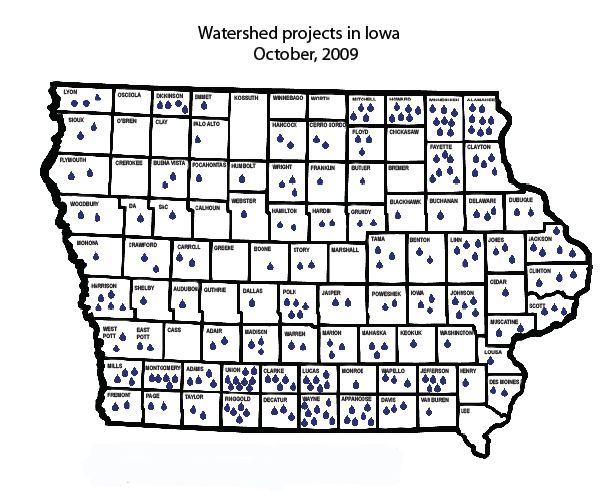 Watershed projects in Iowa
October, 2009
LYON OSCEOLA DICKINSON EMMET KOSSUTH WINNEBAGO WORTH MITCHELL HOWARD WINNESHIEK ALAMAKEE
SIOUX O'BRIEN CLAY PALO ALTO HANCOCK CERRO GORDO FLOYD CHICKASAW
FAYETTE CLAYTON
PLYMOUTH CHEROKEE BUENA VISTA POCAHONTAS HUMBOLT WRIGHT FRANKLIN BUTLER BREMER
WOODBURY IDA SAC CALHOUN WEBSTER HAMILTON HARDIN GRUNDY BLACKHAWK BUCHANAN DELAWARE DUBUQUE
MONONA CRAWFORD CARROLL GREENE BOONE STORY MARSHALL TAMA BENTON LINN JONES JACKSON
CLINTON
HARRISON SHELBY AUDUBON GUTHRIE DALLAS POLK JASPER POWESHEK IOWA JOHNSON CEDAR
SCOTT
MUSCATINE
WEST POTT EAST POTT CASS ADAIR MADISON WARREN MARION MAHASKA KEOKUK WASHINGTON
LOUSA
MILLS MONTGOMERY ADAMS UNION CLARKE LUCAS MONROE WAPELLO JEFFERSON HENRY
DES MOINES
FREMONT PAGE TAYLOR RINGGOLD DECATUR WAYNE APPANOOSE DAVIS VAN BUREN LEE